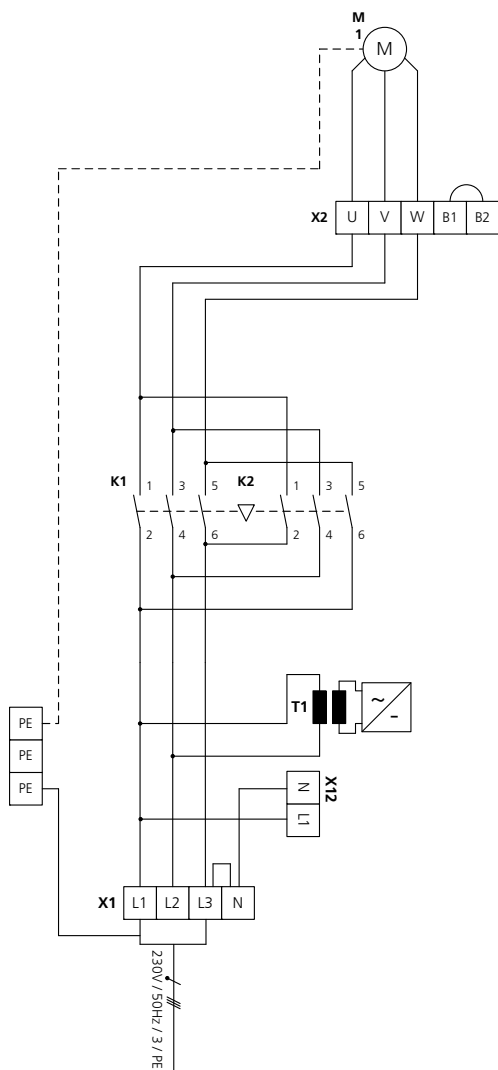 M
1
M
X2
U V W B1 B2
K1
1 3 5
K2
1 3 5
2 4 6
2 4 6
T1
~
-
PE
PE
PE
X12
N
L1
X1
L1 L2 L3 N
230V / 50Hz / 3 / PE